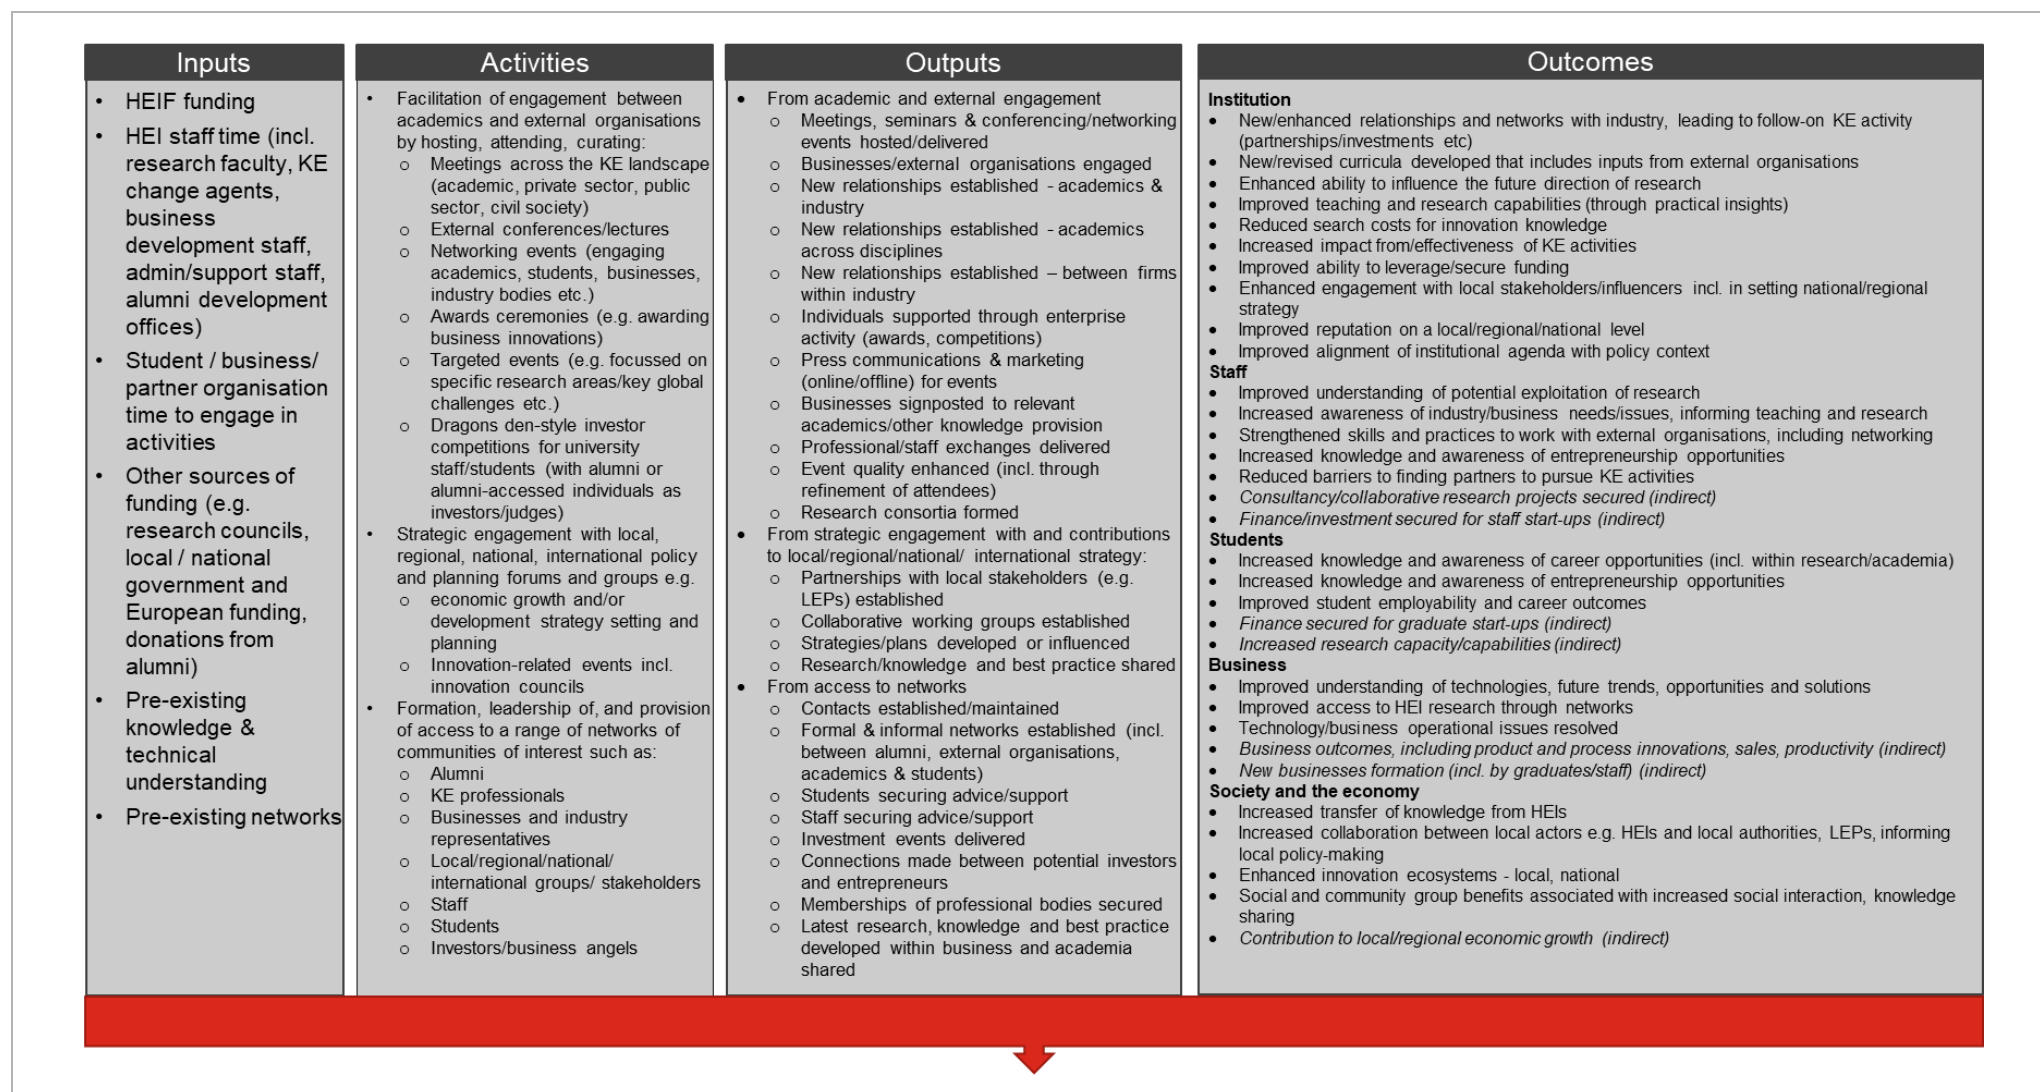 Inputs
• HEIF funding
• HEI staff time (incl.
research faculty, KE
change agents,
business
development staff,
admin/support staff,
alumni development
offices)
• Student / business/
partner organisation
time to engage in
activities
• Other sources of
funding (e.g.
research councils,
local / national
government and
European funding,
donations from
alumni)
• Pre-existing
knowledge &
technical
understanding
• Pre-existing networks
Activities
• Facilitation of engagement between
academics and external organisations
by hosting, attending, curating:
o Meetings across the KE landscape
(academic, private sector, public
sector, civil society)
o External conferences/lectures
o Networking events (engaging
academics, students, businesses,
industry bodies etc.)
o Awards ceremonies (e.g. awarding
business innovations)
o Targeted events (e.g. focussed on
specific research areas/key global
challenges etc.)
o Dragons den-style investor
competitions for university
staff/students (with alumni or
alumni-accessed individuals as
investors/judges)
• Strategic engagement with local,
regional, national, international policy
and planning forums and groups e.g.
o economic growth and/or
development strategy setting and
planning
o Innovation-related events incl.
innovation councils
• Formation, leadership of, and provision
of access to a range of networks of
communities of interest such as:
o Alumni
o KE professionals
o Businesses and industry
representatives
o Local/regional/national/
international groups/ stakeholders
o Staff
o Students
o Investors/business angels
Outputs
• From academic and external engagement
o Meetings, seminars & conferencing/networking
events hosted/delivered
o Businesses/external organisations engaged
o New relationships established - academics &
industry
o New relationships established - academics
across disciplines
o New relationships established – between firms
within industry
o Individuals supported through enterprise
activity (awards, competitions)
o Press communications & marketing
(online/offline) for events
o Businesses signposted to relevant
academics/other knowledge provision
o Professional/staff exchanges delivered
o Event quality enhanced (incl. through
refinement of attendees)
o Research consortia formed
• From strategic engagement with and contributions
to local/regional/national/ international strategy:
o Partnerships with local stakeholders (e.g.
LEPs) established
o Collaborative working groups established
o Strategies/plans developed or influenced
o Research/knowledge and best practice shared
• From access to networks
o Contacts established/maintained
o Formal & informal networks established (incl.
between alumni, external organisations,
academics & students)
o Students securing advice/support
o Staff securing advice/support
o Investment events delivered
o Connections made between potential investors
and entrepreneurs
o Memberships of professional bodies secured
o Latest research, knowledge and best practice
developed within business and academia
shared
Outcomes
Institution
• New/enhanced relationships and networks with industry, leading to follow-on KE activity
(partnerships/investments etc)
• New/revised curricula developed that includes inputs from external organisations
• Enhanced ability to influence the future direction of research
• Improved teaching and research capabilities (through practical insights)
• Reduced search costs for innovation knowledge
• Increased impact from/effectiveness of KE activities
• Improved ability to leverage/secure funding
• Enhanced engagement with local stakeholders/influencers incl. in setting national/regional
strategy
• Improved reputation on a local/regional/national level
• Improved alignment of institutional agenda with policy context
Staff
• Improved understanding of potential exploitation of research
• Increased awareness of industry/business needs/issues, informing teaching and research
• Strengthened skills and practices to work with external organisations, including networking
• Increased knowledge and awareness of entrepreneurship opportunities
• Reduced barriers to finding partners to pursue KE activities
• Consultancy/collaborative research projects secured (indirect)
• Finance/investment secured for staff start-ups (indirect)
Students
• Increased knowledge and awareness of career opportunities (incl. within research/academia)
• Increased knowledge and awareness of entrepreneurship opportunities
• Improved student employability and career outcomes
• Finance secured for graduate start-ups (indirect)
• Increased research capacity/capabilities (indirect)
Business
• Improved understanding of technologies, future trends, opportunities and solutions
• Improved access to HEI research through networks
• Technology/business operational issues resolved
• Business outcomes, including product and process innovations, sales, productivity (indirect)
• New businesses formation (incl. by graduates/staff) (indirect)
Society and the economy
• Increased transfer of knowledge from HEIs
• Increased collaboration between local actors e.g. HEIs and local authorities, LEPs, informing
local policy-making
• Enhanced innovation ecosystems - local, national
• Social and community group benefits associated with increased social interaction, knowledge
sharing
• Contribution to local/regional economic growth (indirect)